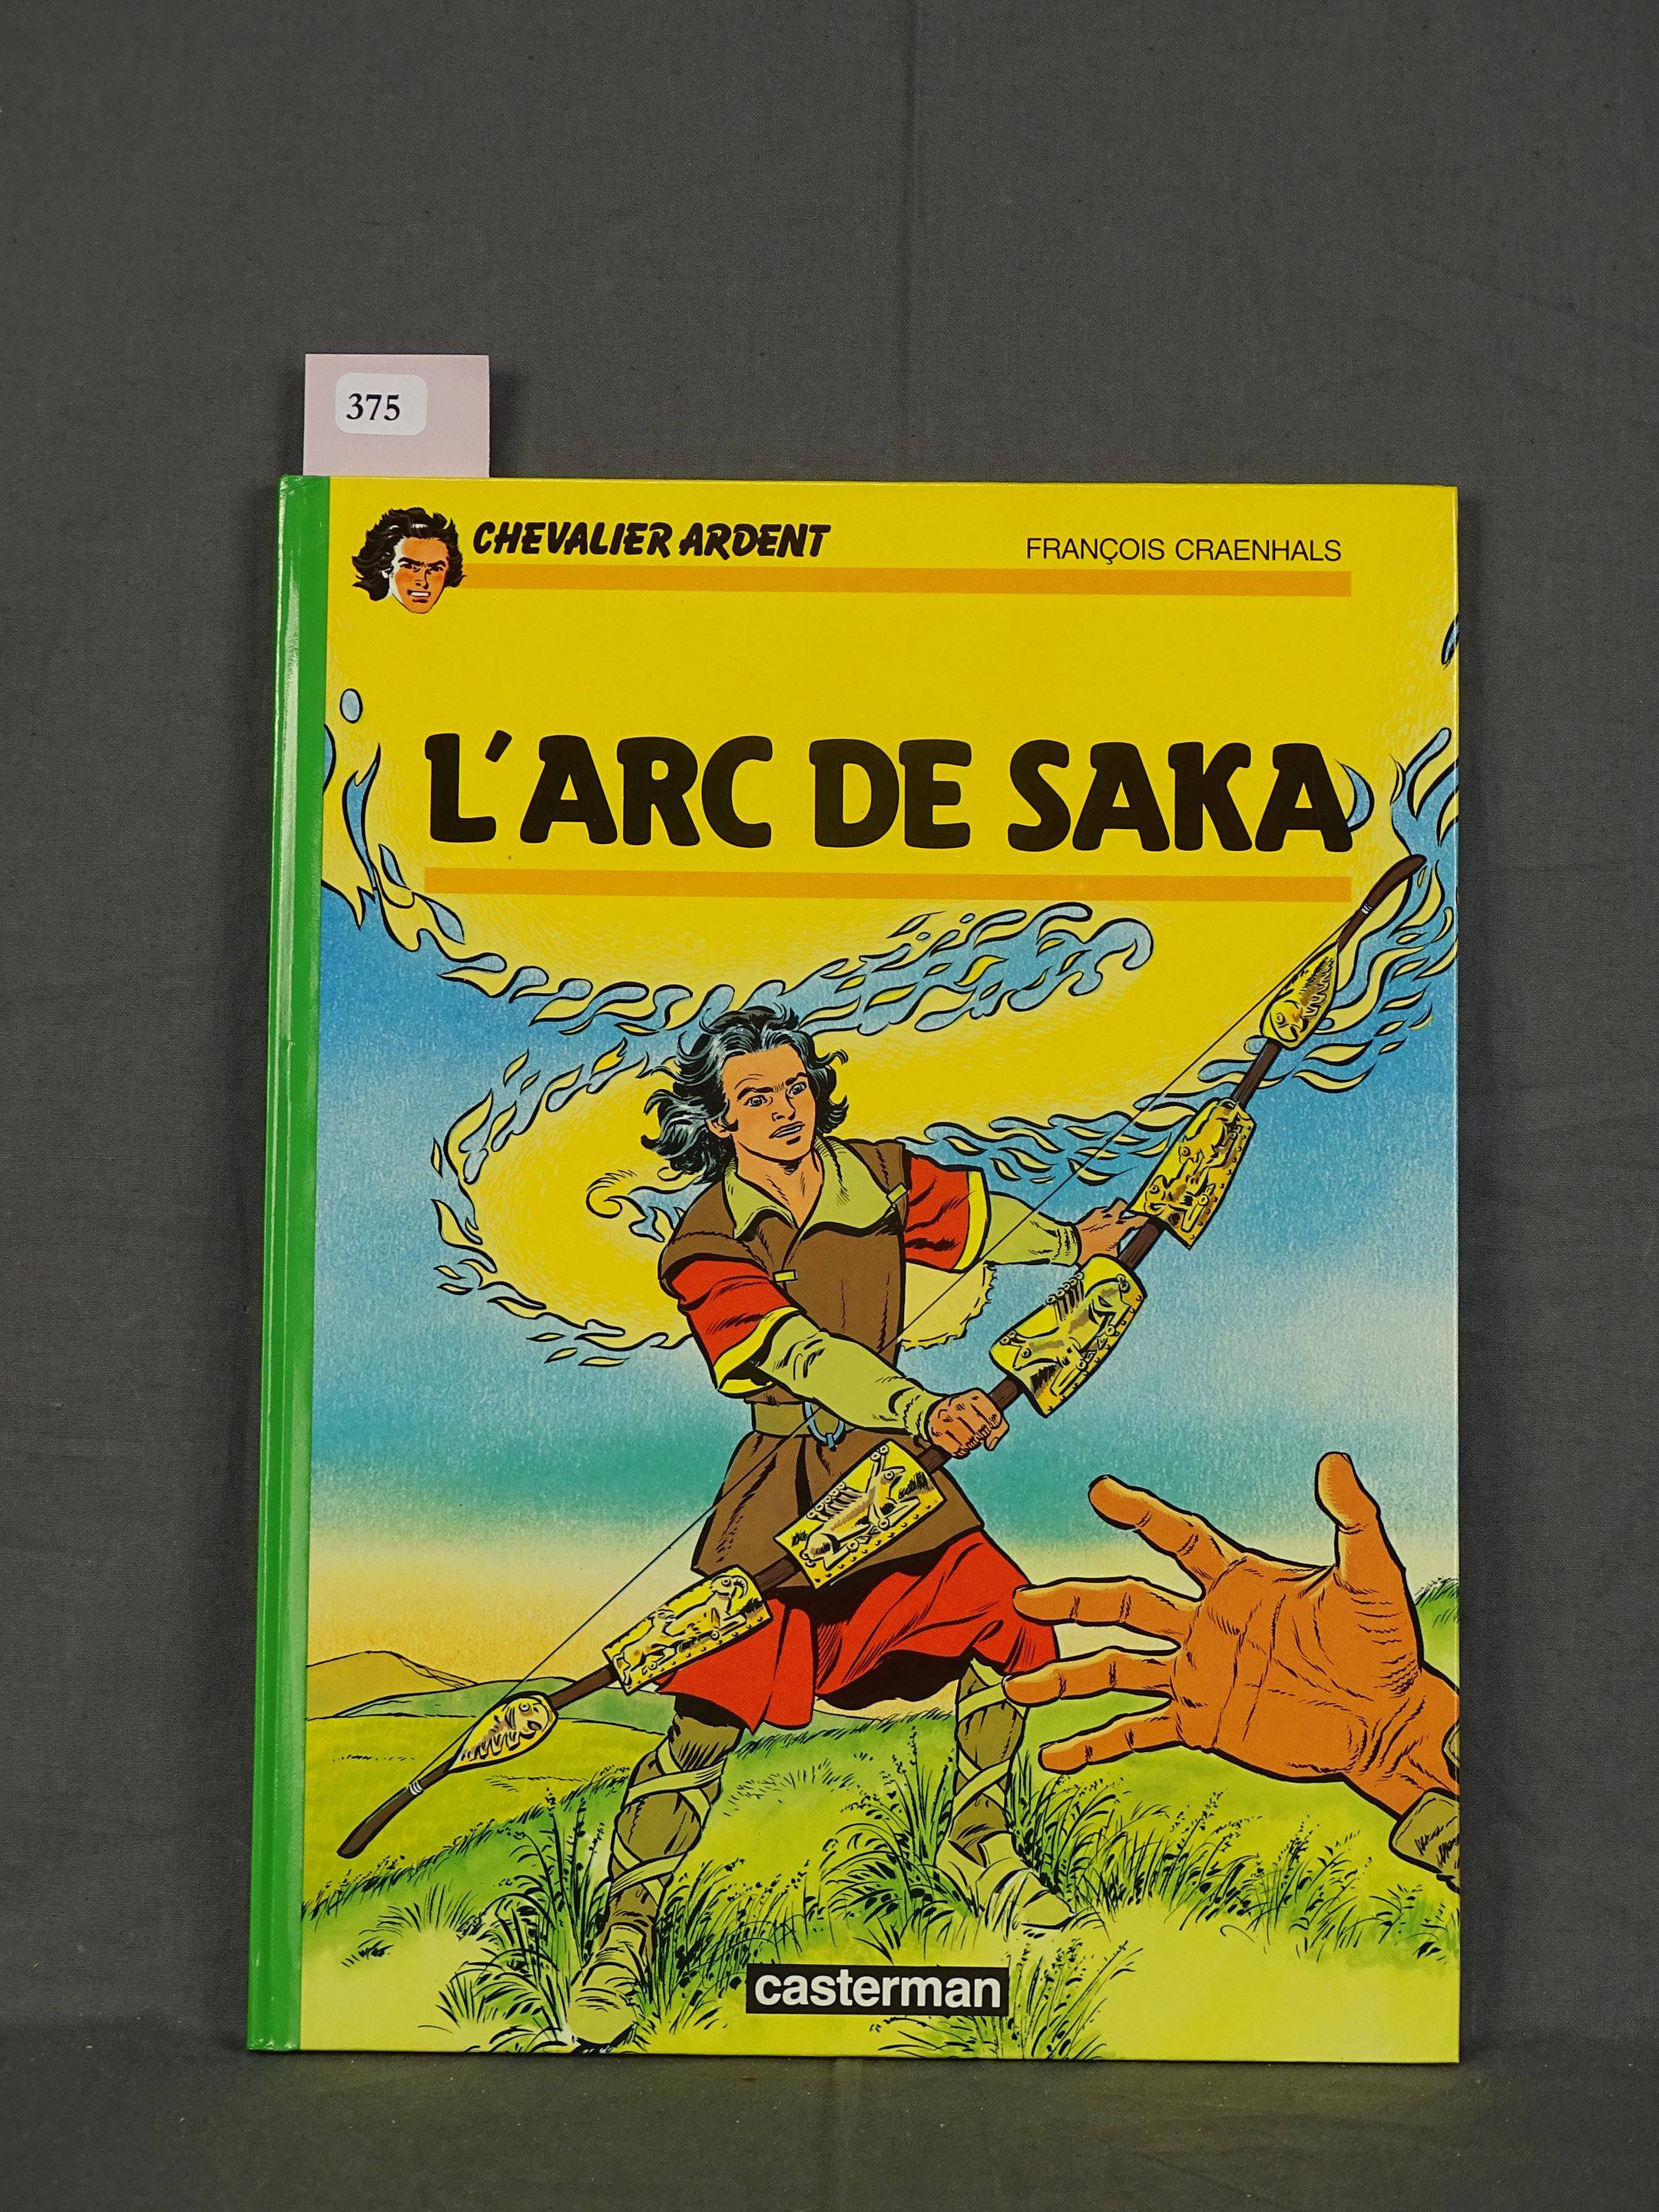 375
CHEVALIER ARDENT
FRANÇOIS CRAENHALS
L'ARC DE SAKA
casterman